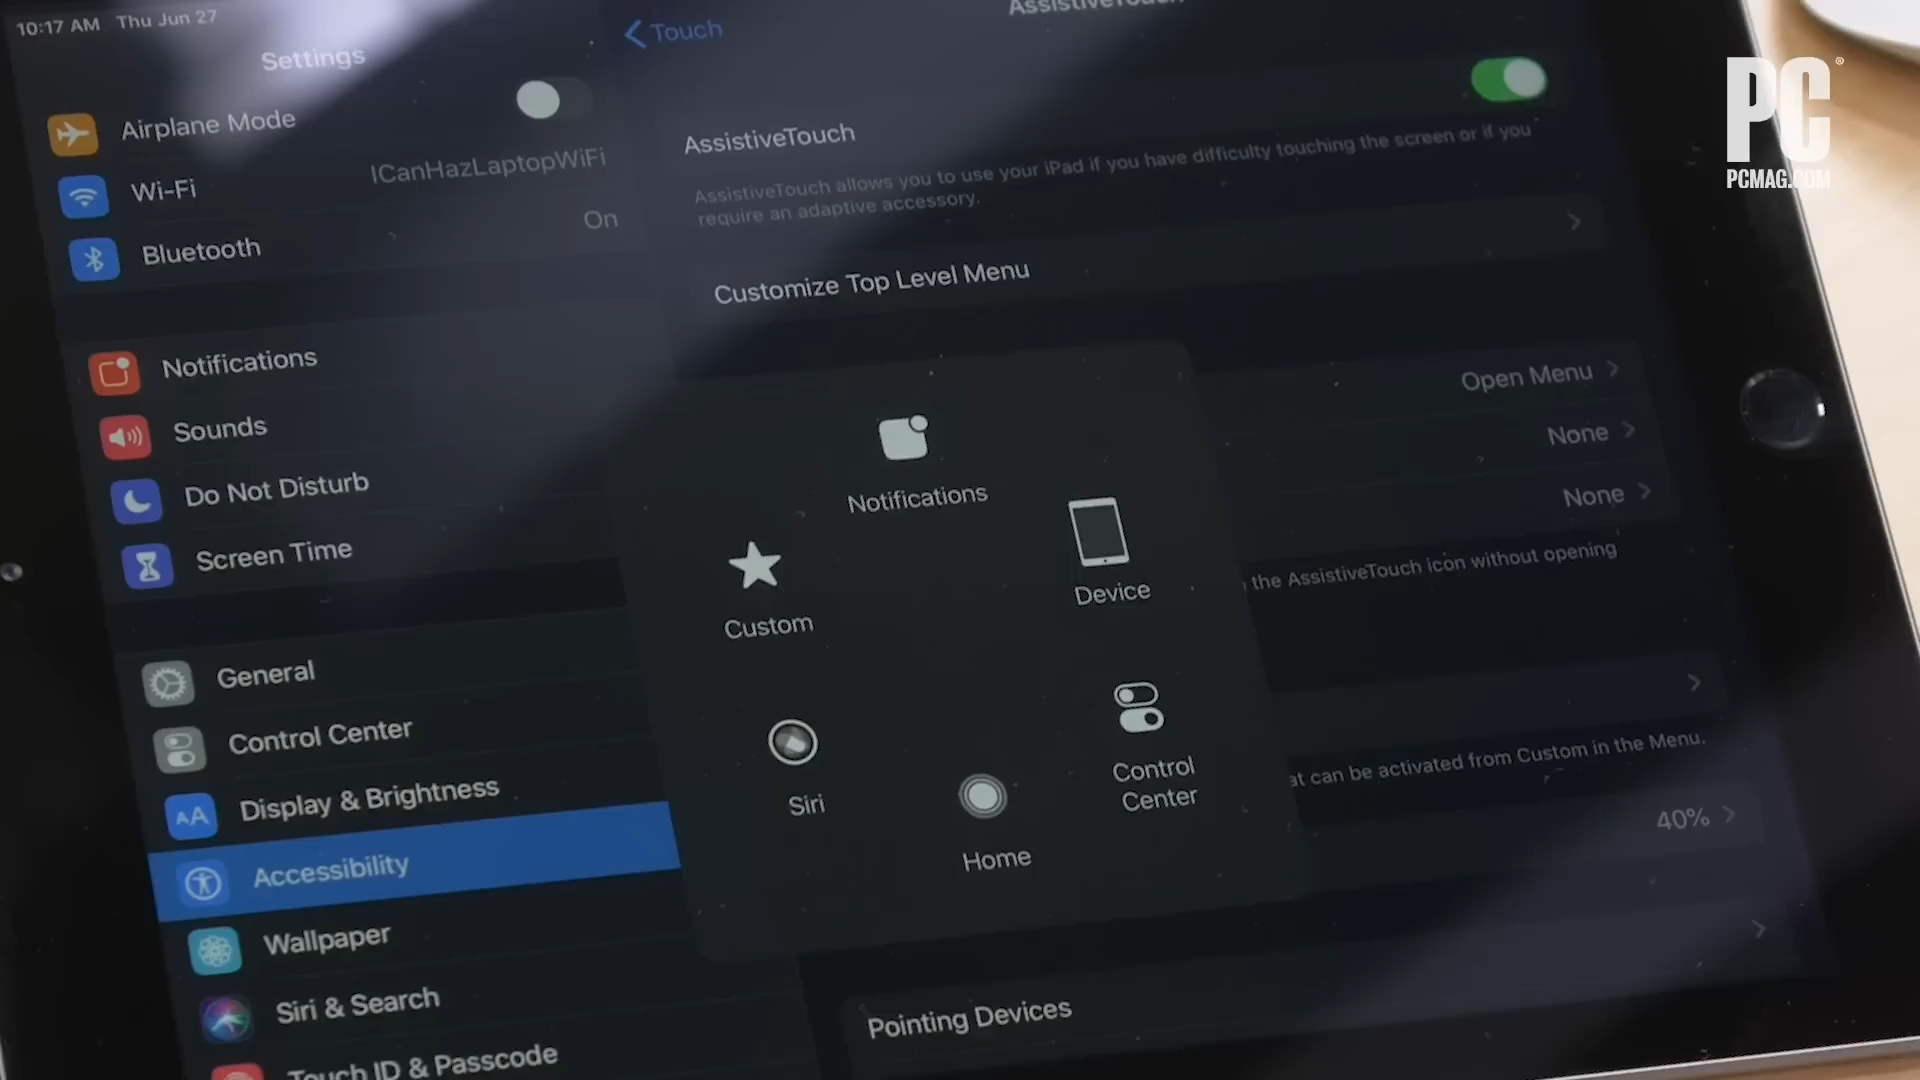 10:17 AM Thu Jun 27
Settings
Airplane Mode
Wi-Fi
ICanHazLaptopWiFi
Bluetooth
On
Notifications
Sounds
Do Not Disturb
Screen Time
General
Control Center
Display & Brightness
Accessibility
Wallpaper
Siri & Search
Touch ID & Passcode
Touch
AssistiveTouch
AssistiveTouch
AssistiveTouch allows you to use your iPad if you have difficulty touching the screen or if you
require an adaptive accessory.
Customize Top Level Menu
Open Menu
None
None
the AssistiveTouch icon without opening
can be activated from Custom in the Menu.
40%
Pointing Devices
Notifications
Custom
Device
Siri
Control
Center
Home
PC®
PCMAG.COM